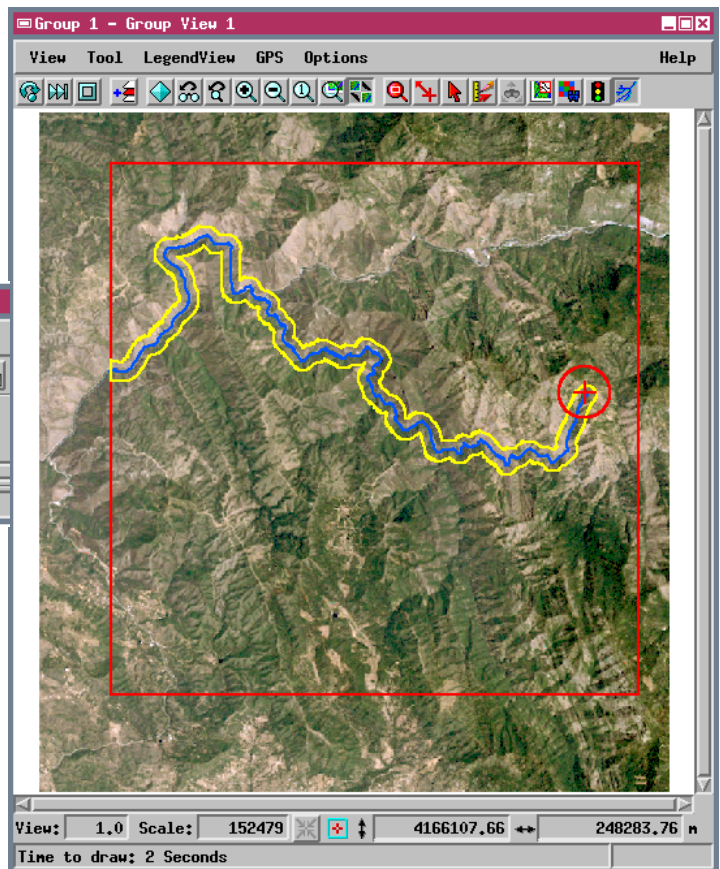 Group 1 - Group View 1
View Tool LegendView GPS Options Help
1
View: 1.0 Scale: 152479 4166107.66 248283.76 m
Time to draw: 2 Seconds